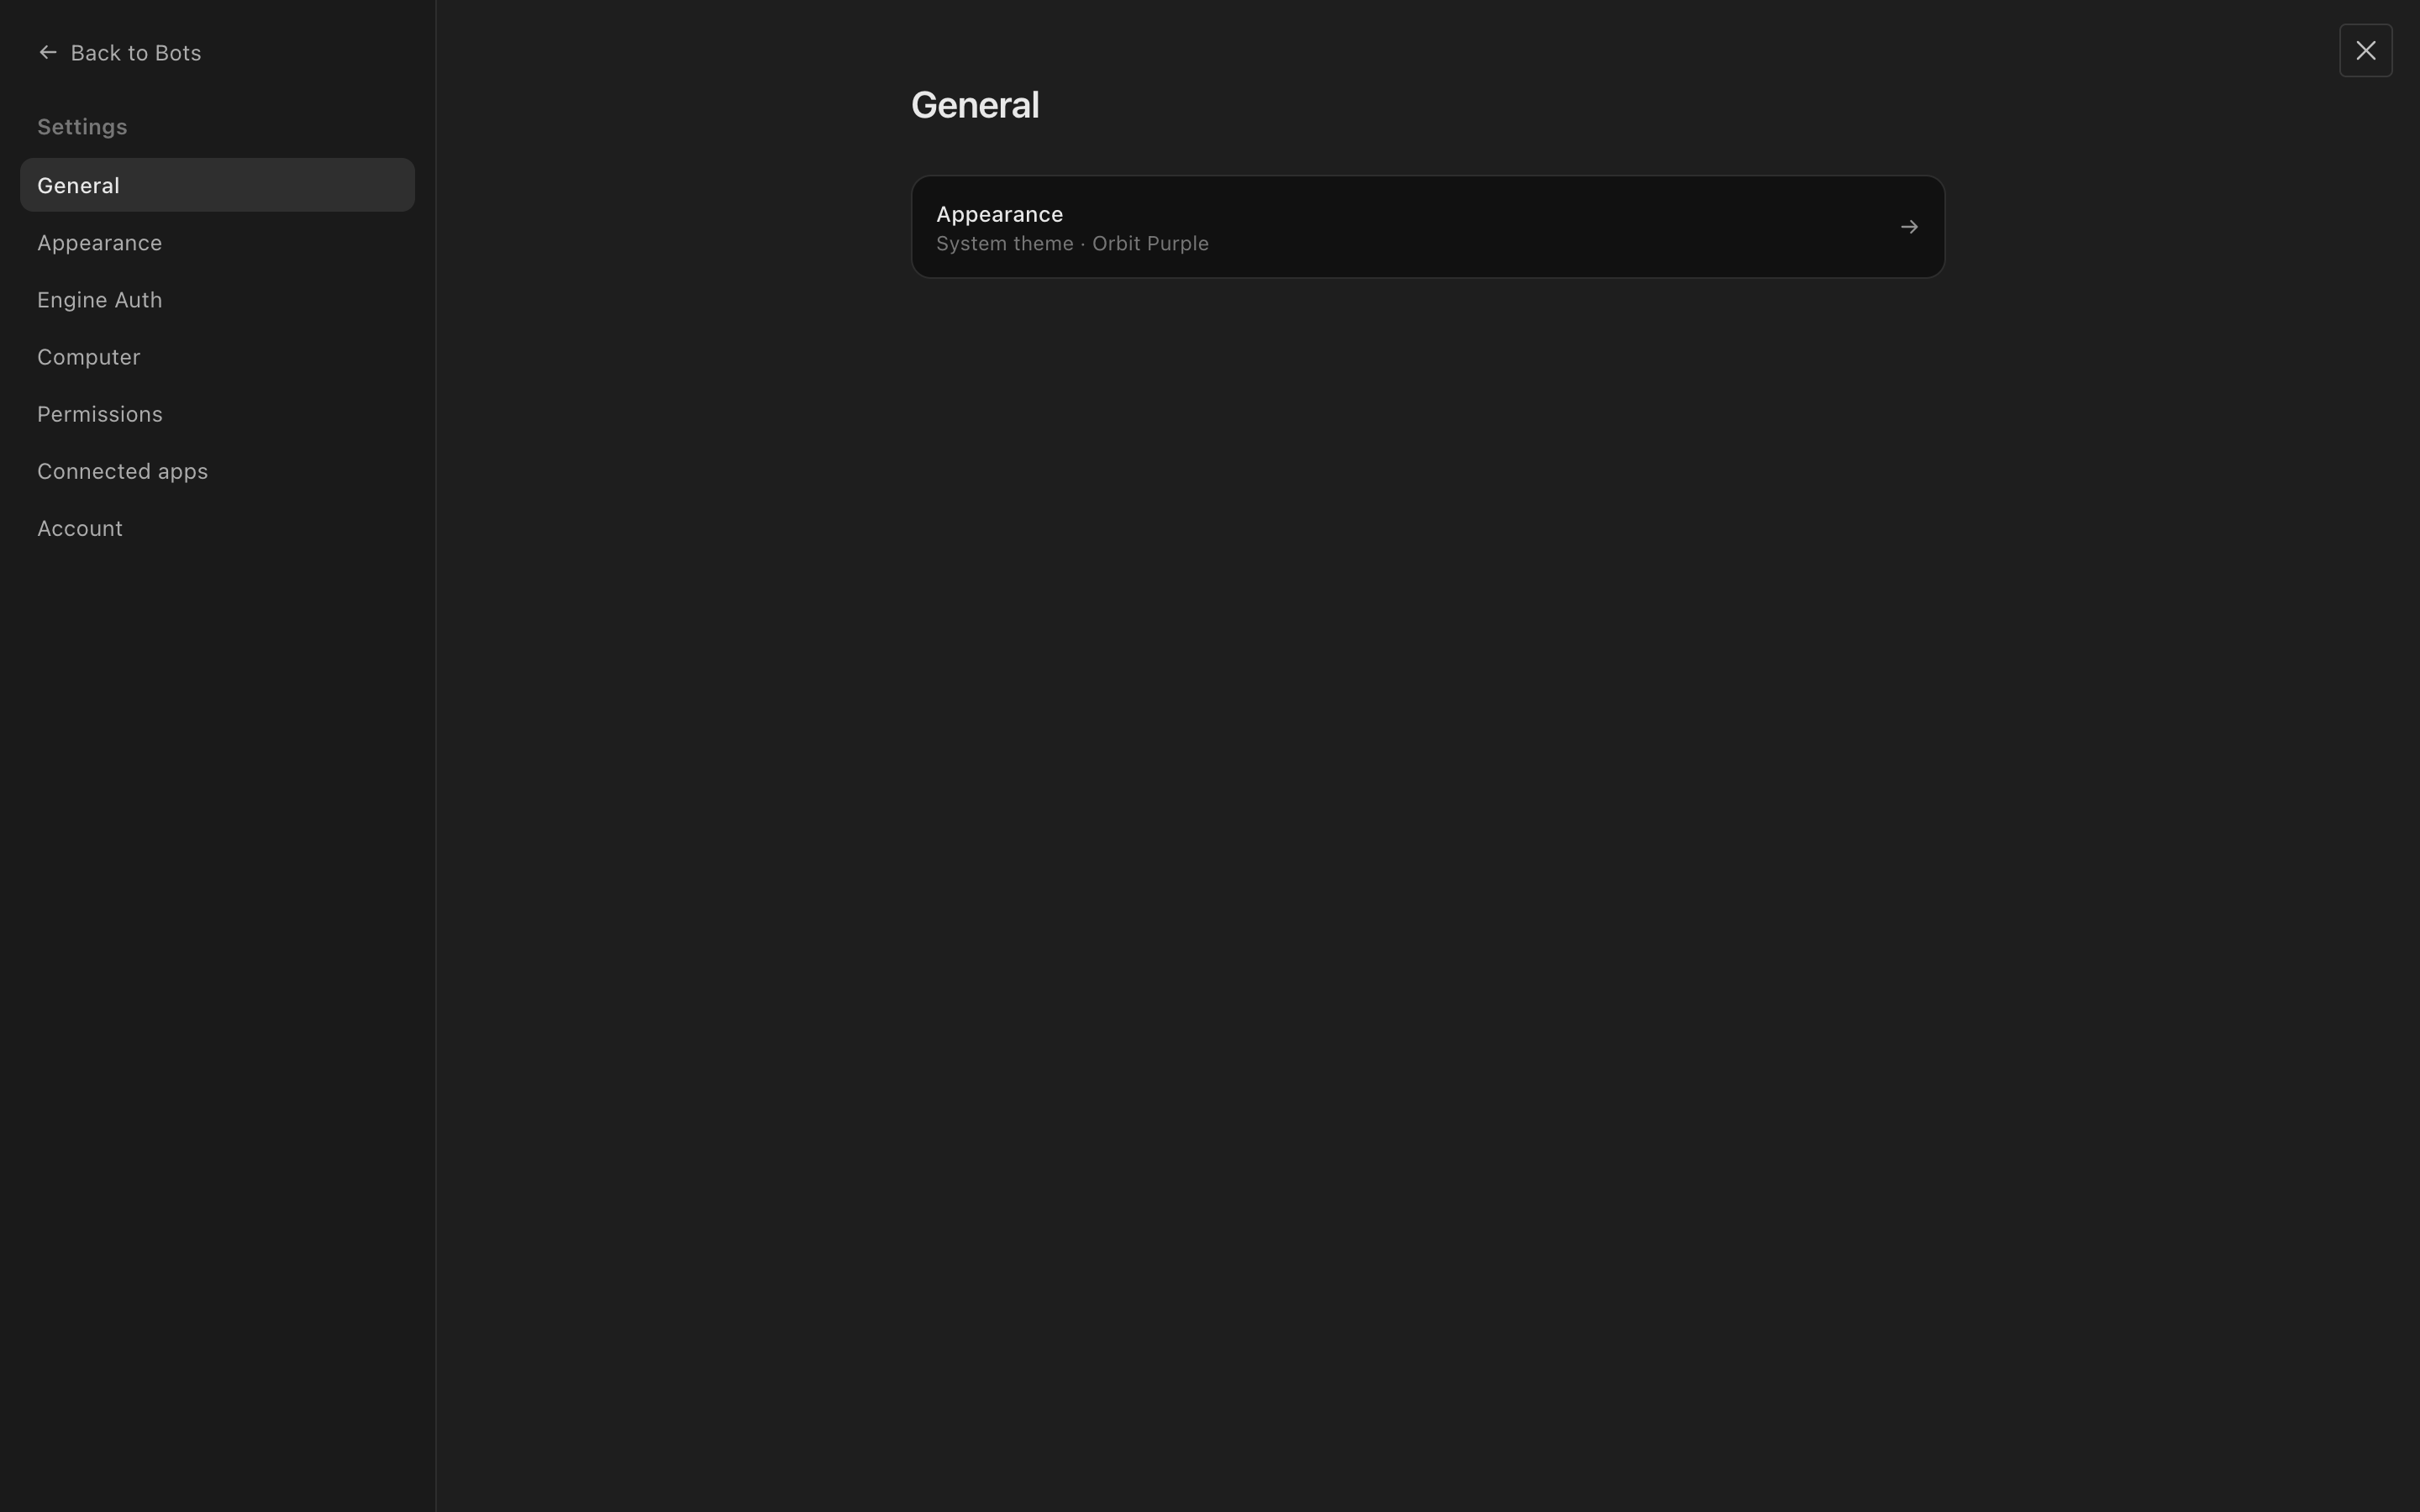 Back to Bots
Settings
General
Appearance
Engine Auth
Computer
Permissions
Connected apps
Account
General
Appearance
System theme · Orbit Purple